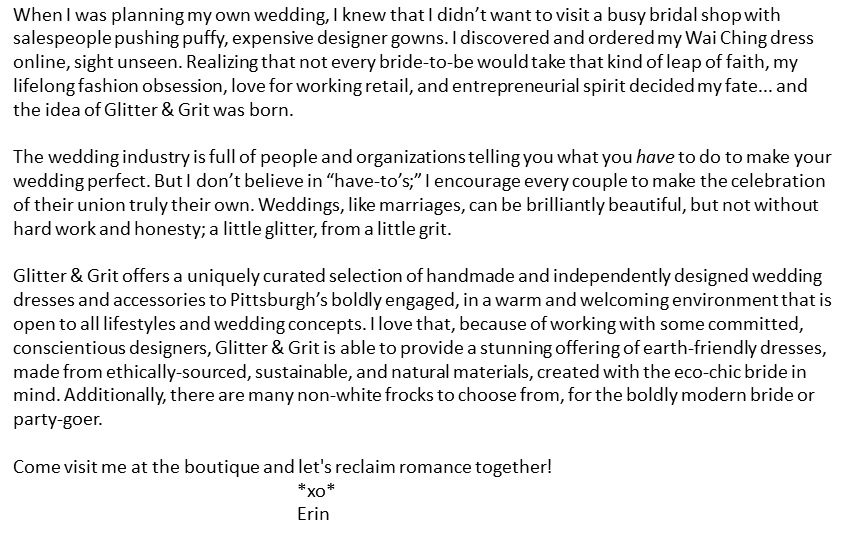 When I was planning my own wedding, I knew that I didn’t want to visit a busy bridal shop with
salespeople pushing puffy, expensive designer gowns. I discovered and ordered my Wai Ching dress
online, sight unseen. Realizing that not every bride-to-be would take that kind of leap of faith, my
lifelong fashion obsession, love for working retail, and entrepreneurial spirit decided my fate... and
the idea of Glitter & Grit was born.
The wedding industry is full of people and organizations telling you what you have to do to make your
wedding perfect. But I don’t believe in “have-to’s;” I encourage every couple to make the celebration
of their union truly their own. Weddings, like marriages, can be brilliantly beautiful, but not without
hard work and honesty; a little glitter, from a little grit.
Glitter & Grit offers a uniquely curated selection of handmade and independently designed wedding
dresses and accessories to Pittsburgh’s boldly engaged, in a warm and welcoming environment that is
open to all lifestyles and wedding concepts. I love that, because of working with some committed,
conscientious designers, Glitter & Grit is able to provide a stunning offering of earth-friendly dresses,
made from ethically-sourced, sustainable, and natural materials, created with the eco-chic bride in
mind. Additionally, there are many non-white frocks to choose from, for the boldly modern bride or
party-goer.
Come visit me at the boutique and let's reclaim romance together!
*xo*
Erin